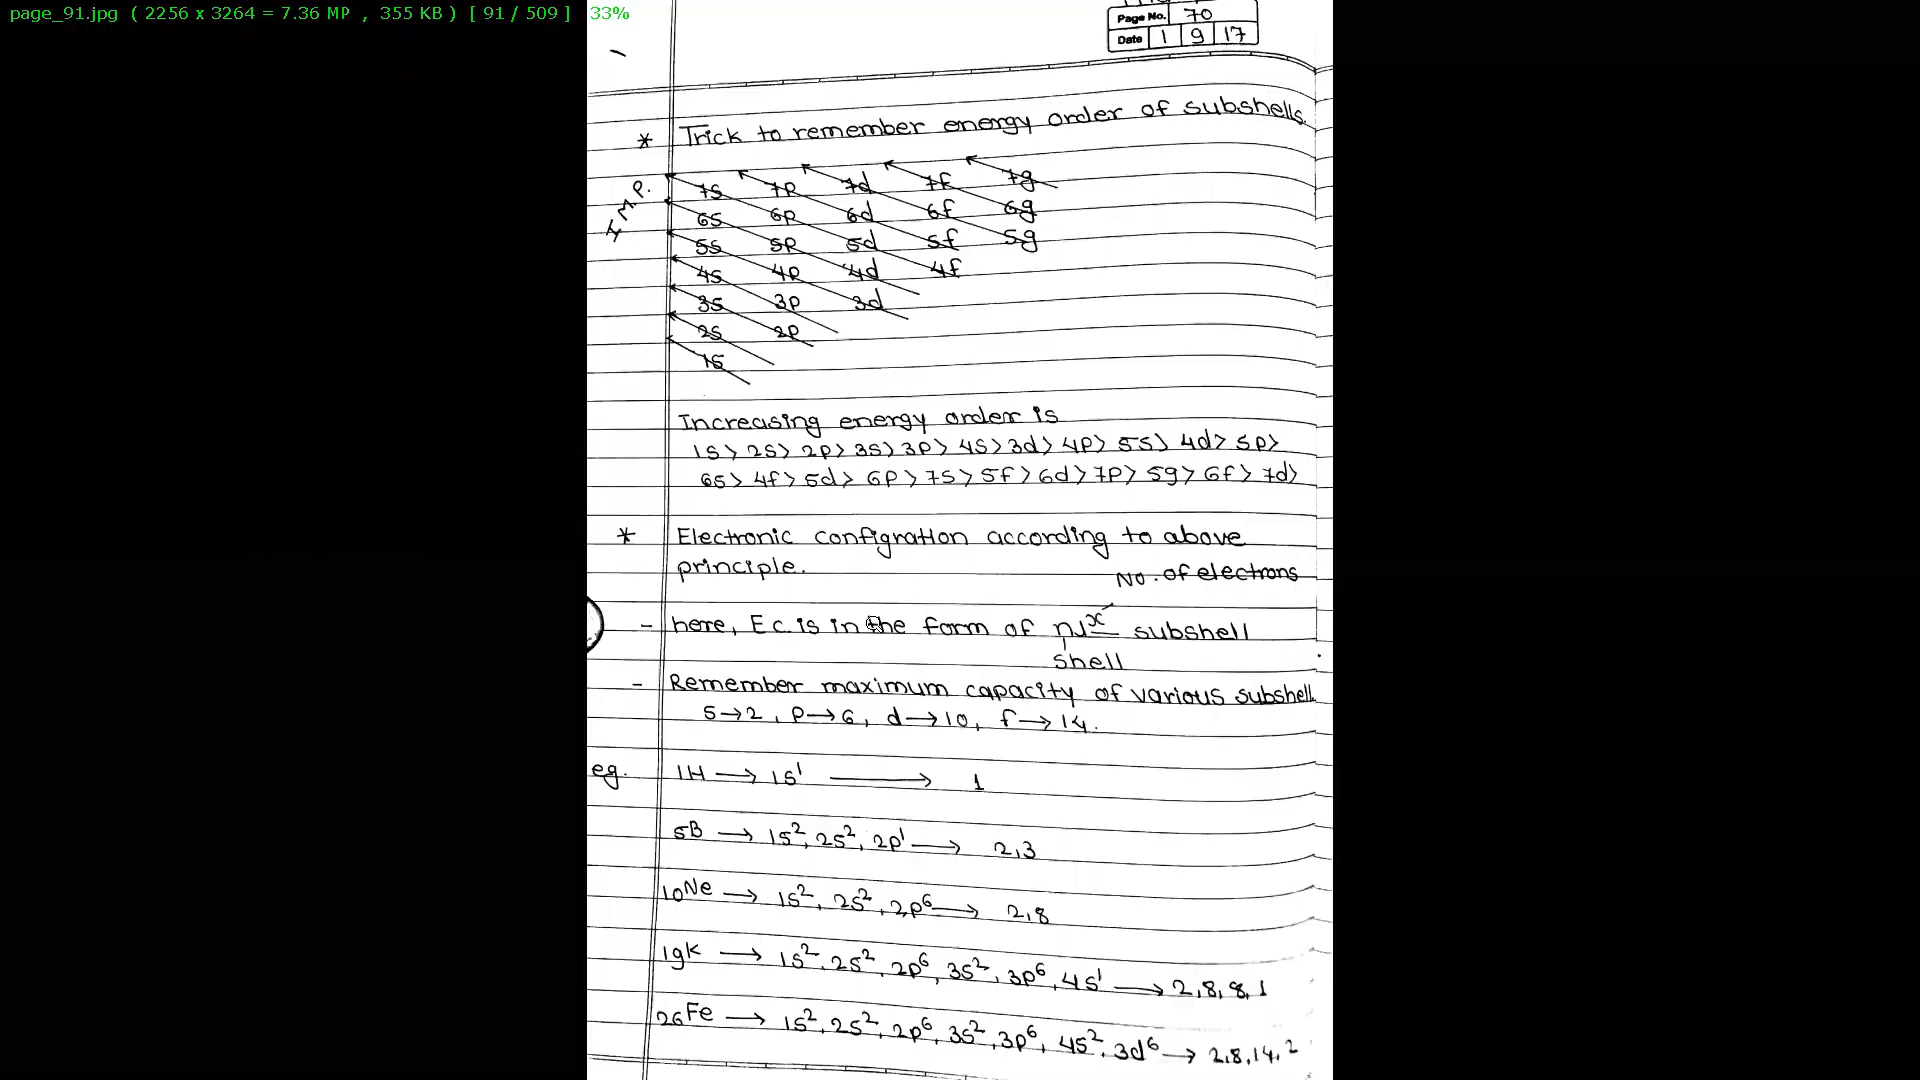 page_91.jpg ( 2256 x 3264 = 7.36 MP , 355 KB ) [ 91 / 509 ] 33%
Page No. 70
Date 1 9 17
* Trick to remember energy order of subshells.
I M P.
7s 7p 7d 7f 7g
6s 6p 6d 6f 6g
5s 5p 5d 5f 5g
4s 4p 4d 4f
3s 3p 3d
2s 2p
1s
Increasing energy order is
1s > 2s > 2p > 3s > 3p > 4s > 3d > 4p > 5s > 4d > 5p >
6s > 4f > 5d > 6p > 7s > 5f > 6d > 7p > 5g > 6f > 7d >
* Electronic configration according to above
principle.
No. of electrons
- here, E.c. is in the form of nlˣ subshell
shell
- Remember maximum capacity of various subshell
s → 2, p → 6, d → 10, f → 14.
eg. 1H → 1s¹ → 1
5B → 1s², 2s², 2p¹ → 2,3
10Ne → 1s², 2s², 2p⁶ → 2,8
19K → 1s², 2s², 2p⁶, 3s², 3p⁶, 4s¹ → 2,8,8,1
26Fe → 1s², 2s², 2p⁶, 3s², 3p⁶, 4s², 3d⁶ → 2,8,14,2